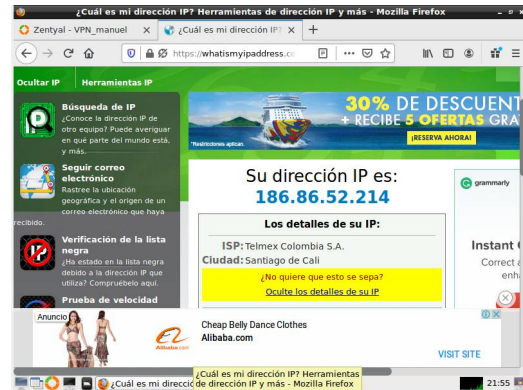 ¿Cuál es mi dirección IP? Herramientas de dirección IP y más - Mozilla Firefox
Zentyal - VPN_manuel
¿Cuál es mi dirección IP?
https://whatismyipaddress.co
Ocultar IP
Herramientas IP
Búsqueda de IP
¿Conoce la dirección IP de
otro equipo? Puede averiguar
en qué parte del mundo está,
y más.
Seguir correo
electrónico
Rastree la ubicación
geográfica y el origen de un
correo electrónico que haya
recibido.
Verificación de la lista
negra
¿Ha estado en la lista negra
debido a la dirección IP que
utiliza? Compruébelo aquí.
Prueba de velocidad
30% DE DESCUENT
+ RECIBE 5 OFERTAS GRA
¡RESERVA AHORA!
*Restricciones aplican.
Su dirección IP es:
186.86.52.214
Los detalles de su IP:
ISP: Telmex Colombia S.A.
Ciudad: Santiago de Cali
¿No quiere que esto se sepa?
Oculte los detalles de su IP
grammarly
Instant
Correct a
enha
Anuncio
Alibaba.com
Cheap Belly Dance Clothes
Alibaba.com
VISIT SITE
¿Cuál es mi direcci
¿Cuál es mi dirección IP? Herramientas
de dirección IP y más - Mozilla Firefox
21:55